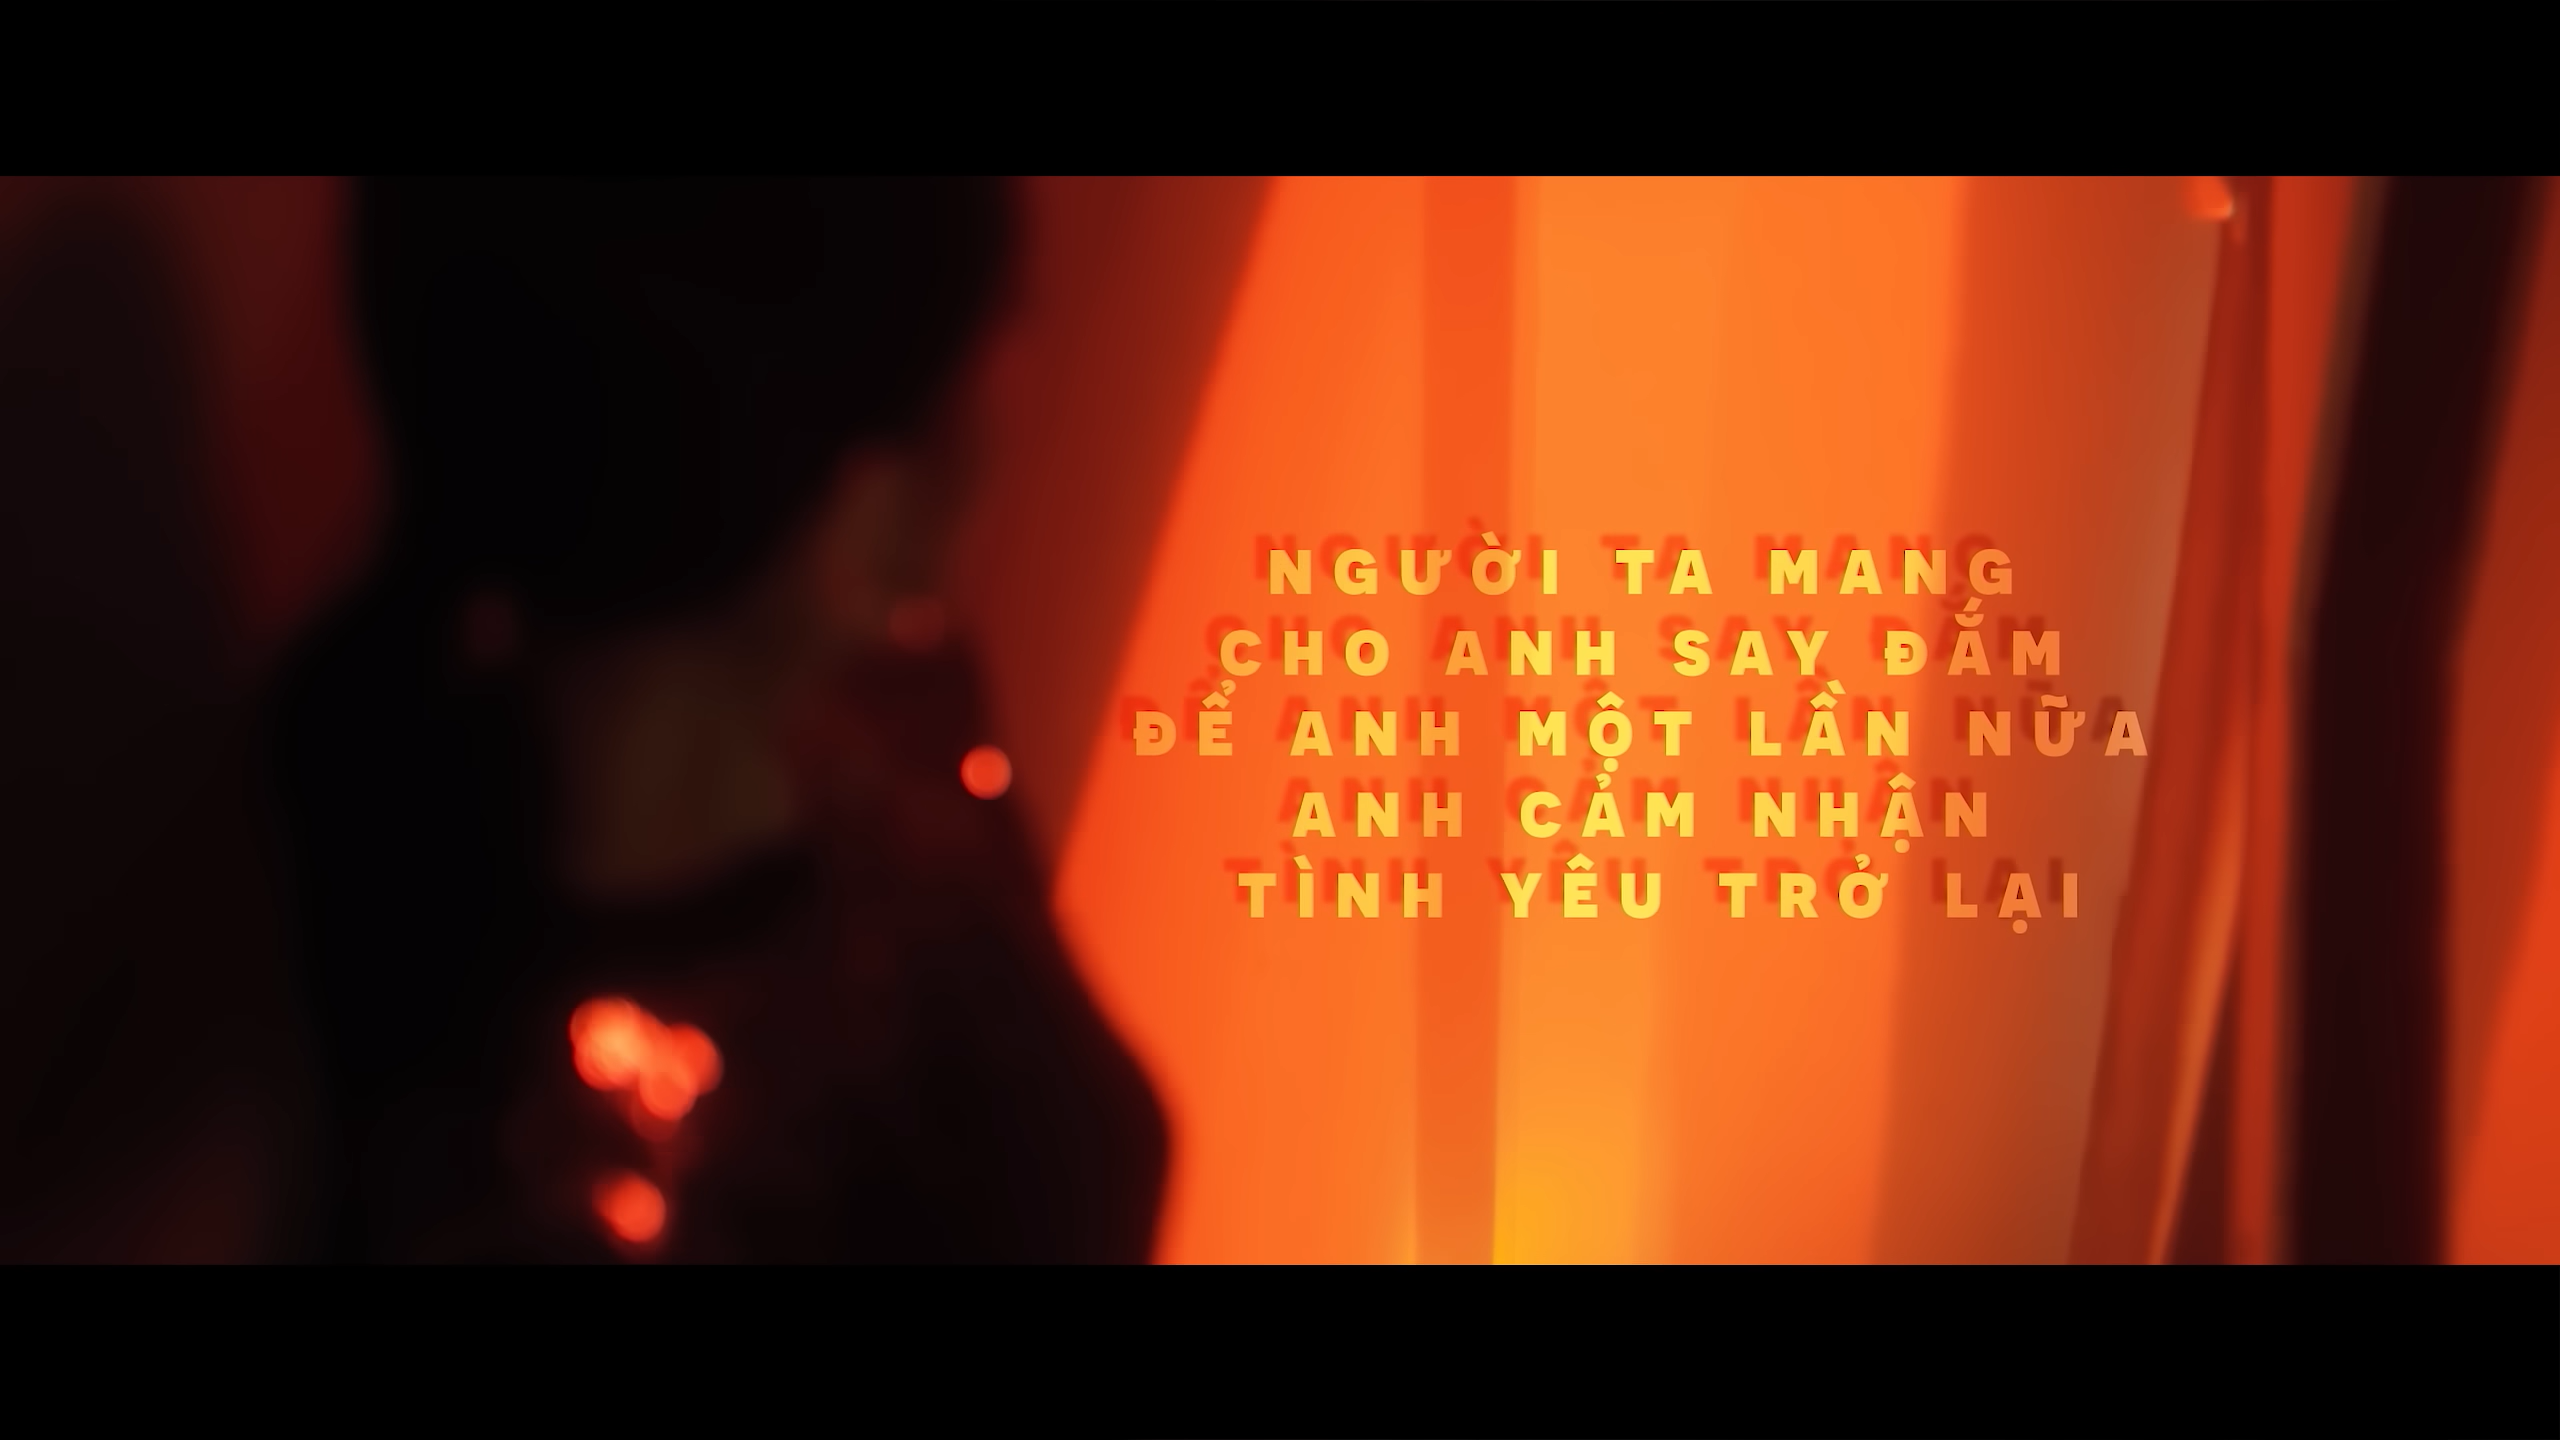 NGƯỜI TA MANG
CHO ANH SAY ĐẮM
ĐỂ ANH MỘT LẦN NỮA
ANH CẢM NHẬN
TÌNH YÊU TRỞ LẠI